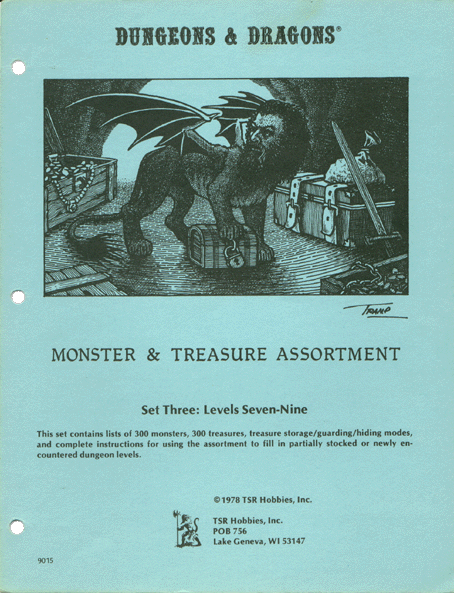 DUNGEONS & DRAGONS®
TRAMP
MONSTER & TREASURE ASSORTMENT
Set Three: Levels Seven-Nine
This set contains lists of 300 monsters, 300 treasures, treasure storage/guarding/hiding modes,
and complete instructions for using the assortment to fill in partially stocked or newly en-
countered dungeon levels.
©1978 TSR Hobbies, Inc.
TSR Hobbies, Inc.
POB 756
Lake Geneva, WI 53147
9015